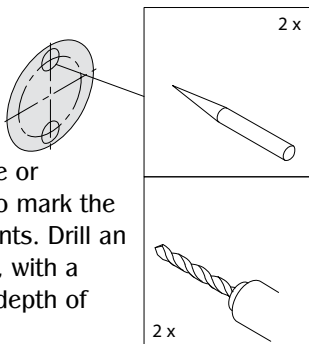 2 x
e or
o mark the
nts. Drill an
, with a
depth of
2 x